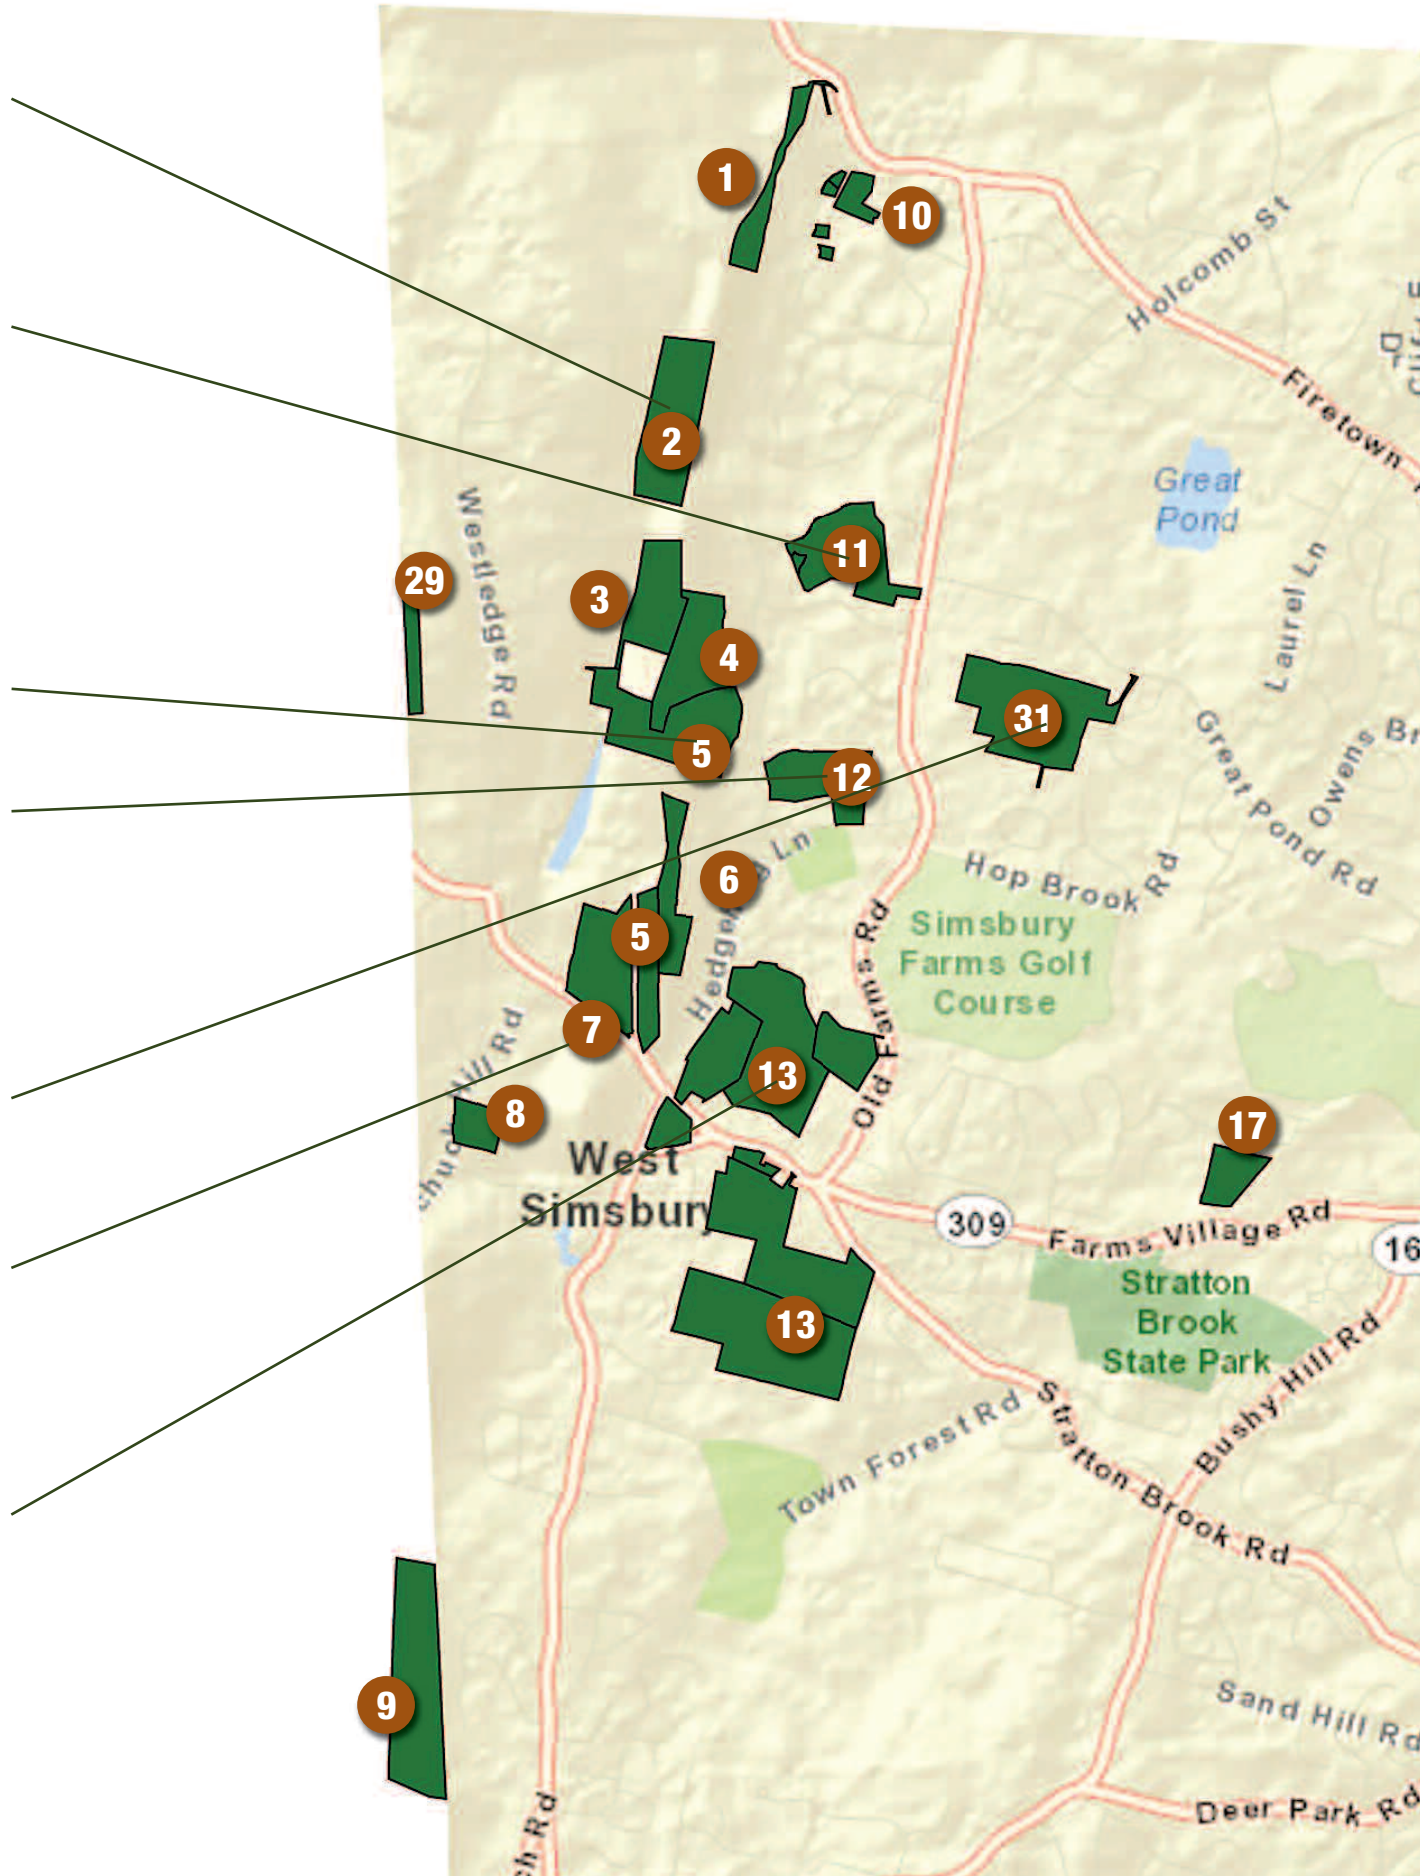 1
10
Holcomb St
Firetown
2
Great
Pond
Westledge Rd
11
29
3
Laurel Ln
4
31
5
Great Pond Rd
Owens Br
12
6
Hop Brook Rd
5
Simsbury
Farms Golf
Course
Old Farms Rd
7
13
8
17
West
Simsbury
309
Farms Village Rd
16
Stratton
Brook
State Park
13
Bushy Hill Rd
Town Forest Rd
Stratton Brook Rd
9
Sand Hill Rd
Deer Park Rd